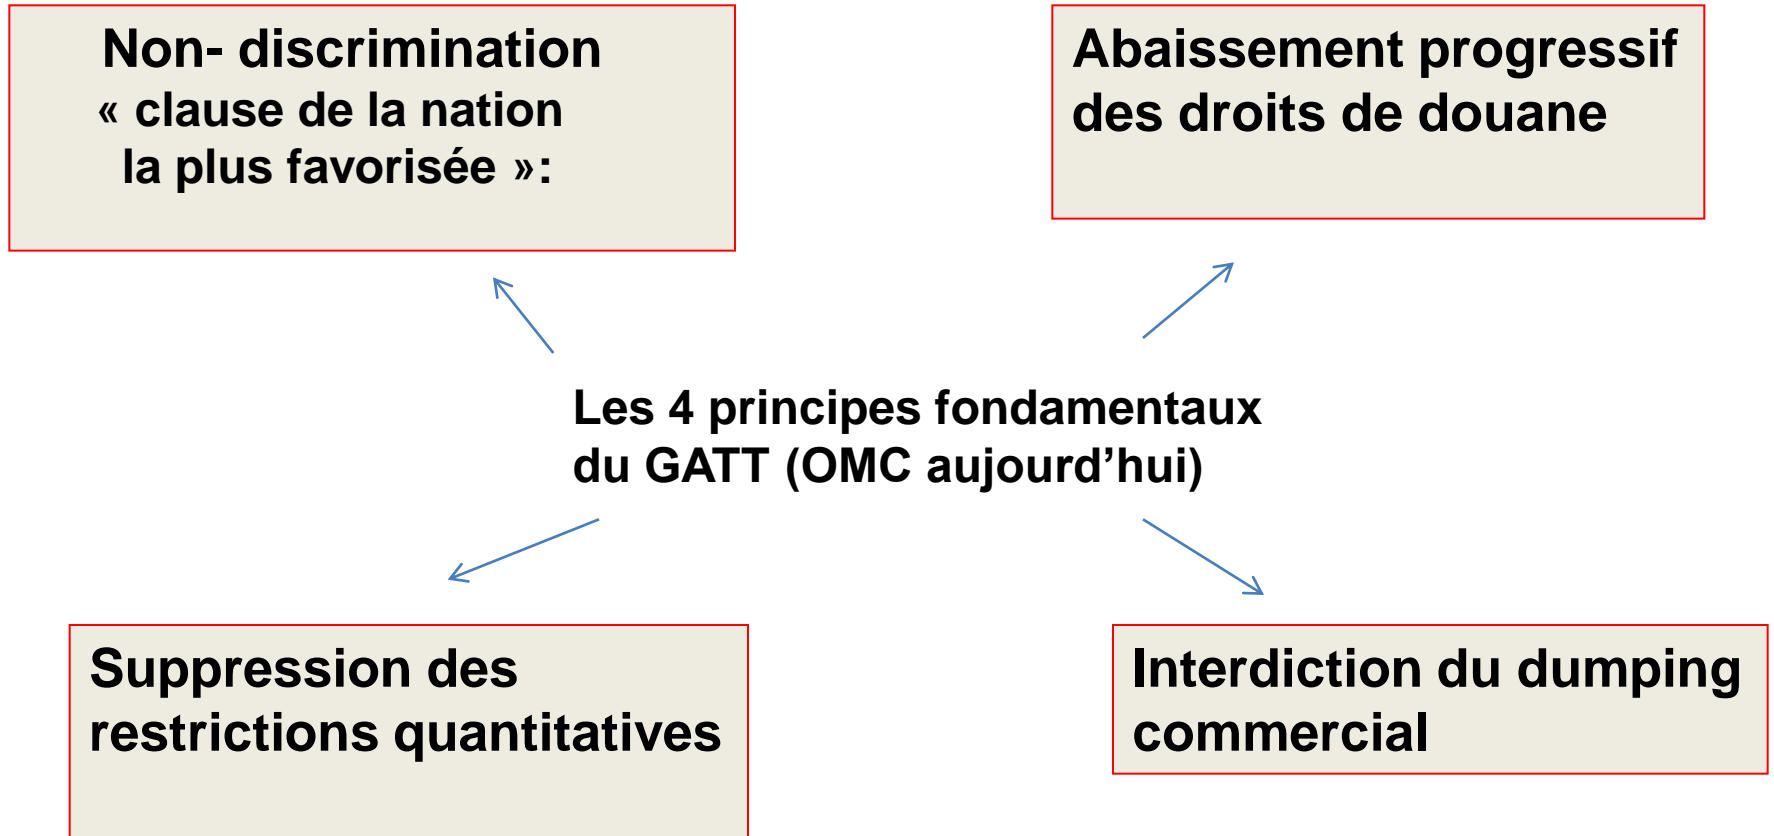 Non- discrimination
« clause de la nation
la plus favorisée »:
Abaissement progressif
des droits de douane
Les 4 principes fondamentaux
du GATT (OMC aujourd’hui)
Suppression des
restrictions quantitatives
Interdiction du dumping
commercial